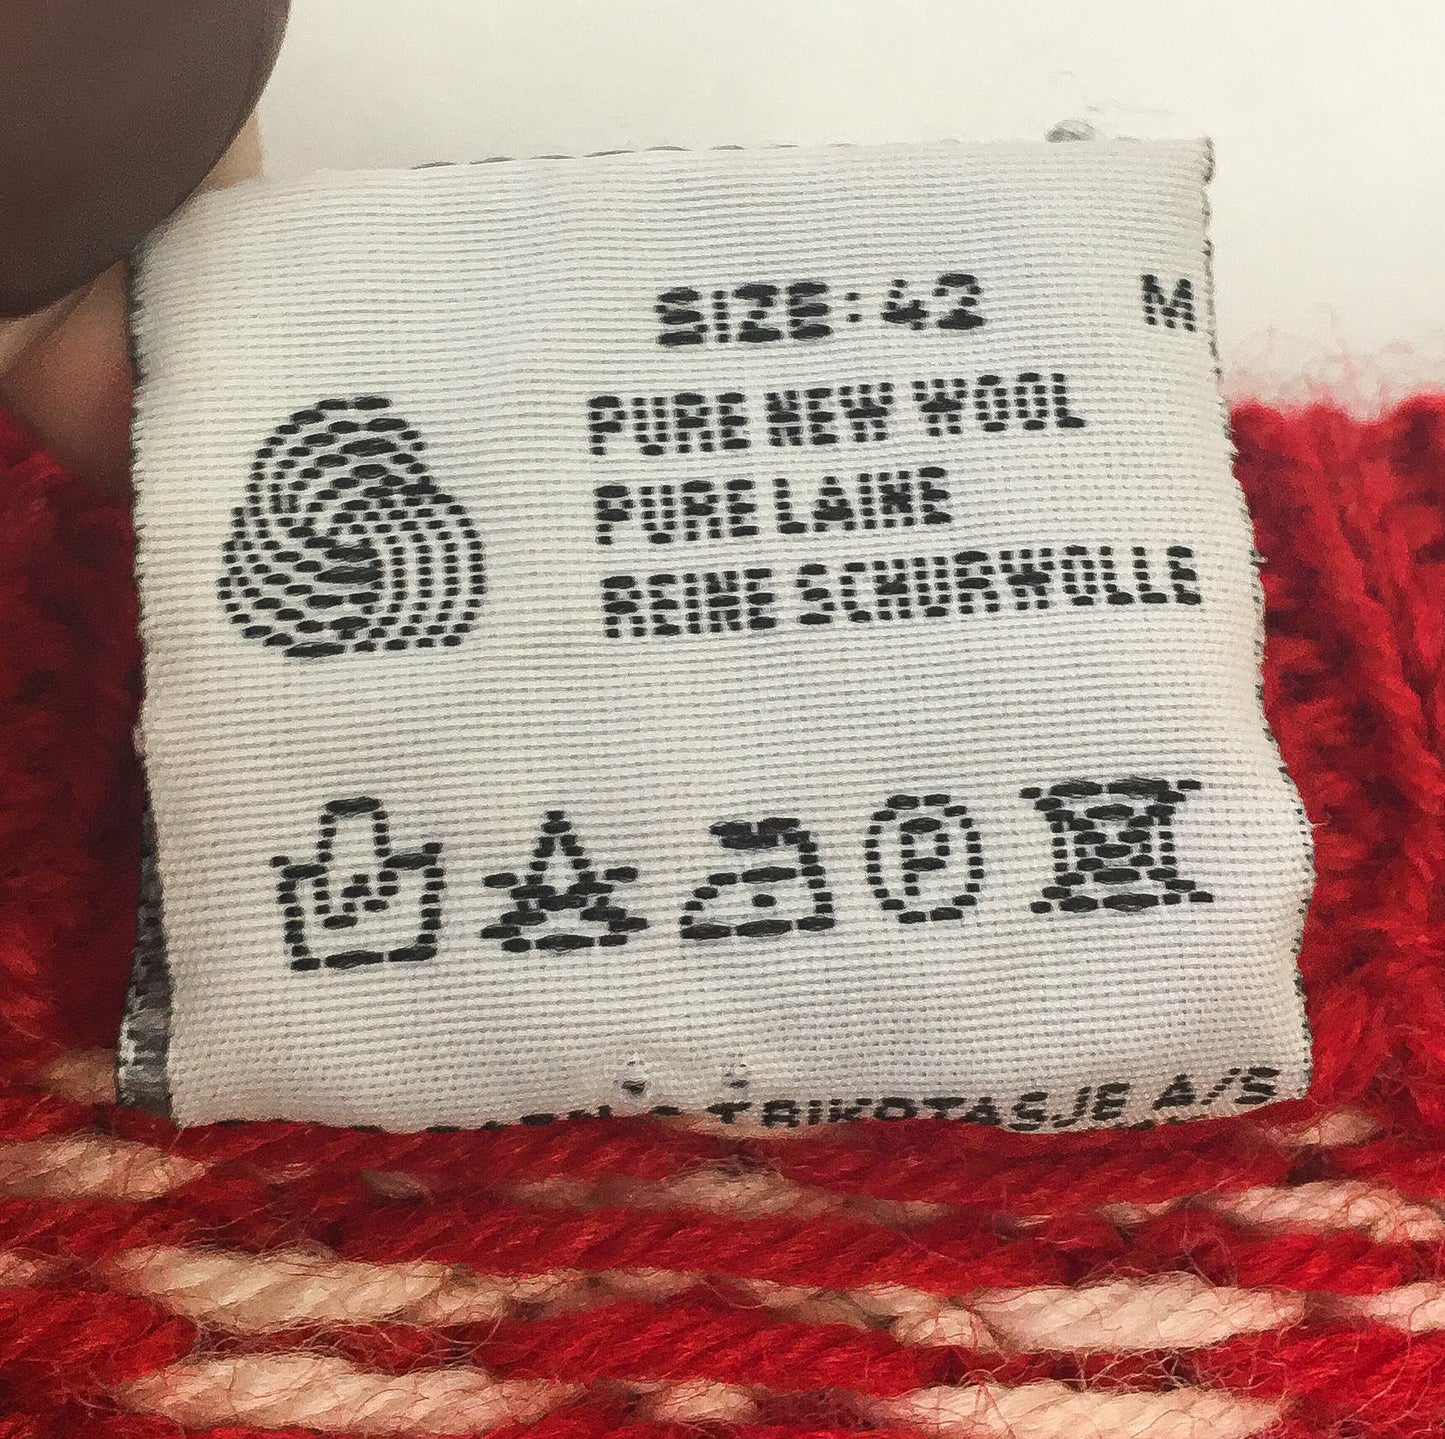 SIZE: 42 M
PURE NEW WOOL
PURE LAINE
REINE SCHURWOLLE
P
TRIKOTASJE A/S